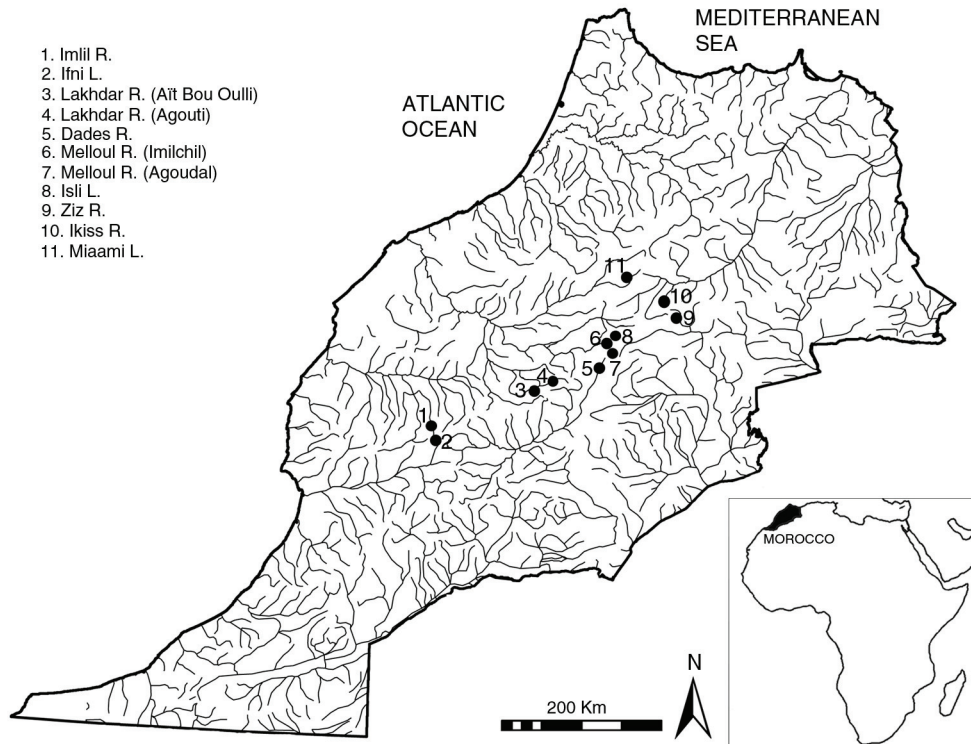 MEDITERRANEAN
SEA
1. Imlil R.
2. Ifni L.
3. Lakhdar R. (Aït Bou Oulli)
4. Lakhdar R. (Agouti)
5. Dades R.
6. Melloul R. (Imilchil)
7. Melloul R. (Agoudal)
8. Isli L.
9. Ziz R.
10. Ikiss R.
11. Miaami L.
ATLANTIC
OCEAN
11
10
9
8
6
7
5
4
3
1
2
MOROCCO
N
200 Km